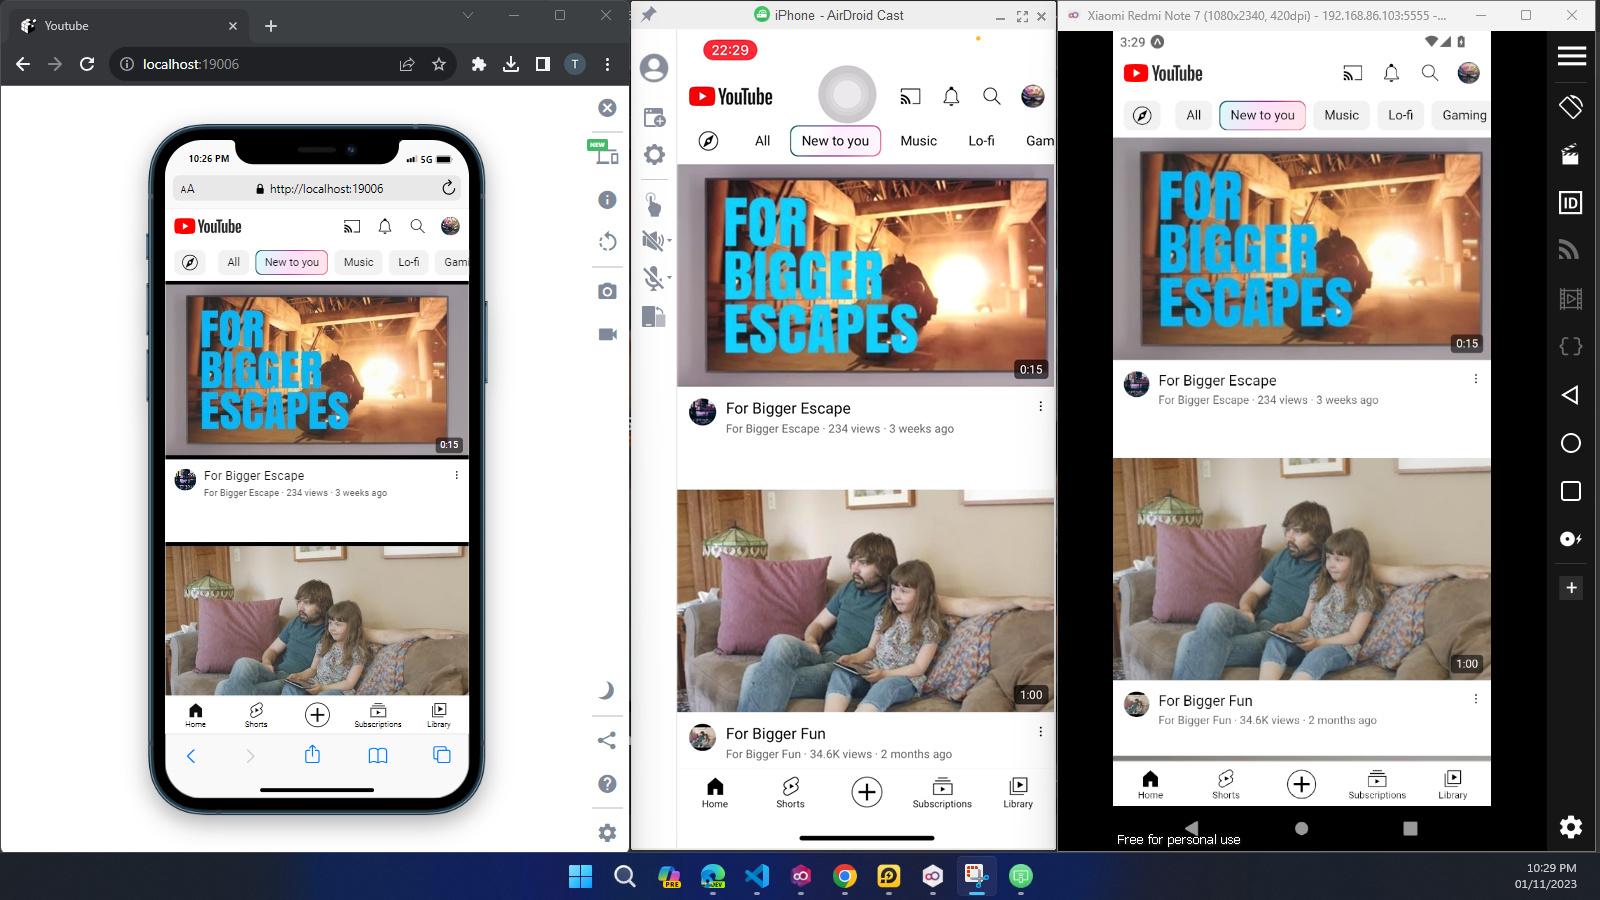 Youtube
localhost:19006
T
NEW
10:26 PM
5G
AA
http://localhost:19006
YouTube
All
New to you
Music
Lo-fi
Gami
FOR
BIGGER
ESCAPES
0:15
For Bigger Escape
For Bigger Escape · 234 views · 3 weeks ago
Home
Shorts
Subscriptions
Library
iPhone - AirDroid Cast
22:29
YouTube
All
New to you
Music
Lo-fi
Gam
FOR
BIGGER
ESCAPES
0:15
For Bigger Escape
For Bigger Escape · 234 views · 3 weeks ago
1:00
For Bigger Fun
For Bigger Fun · 34.6K views · 2 months ago
Home
Shorts
Subscriptions
Library
Xiaomi Redmi Note 7 (1080x2340, 420dpi) - 192.168.86.103:5555 -...
3:29
YouTube
All
New to you
Music
Lo-fi
Gaming
FOR
BIGGER
ESCAPES
0:15
For Bigger Escape
For Bigger Escape · 234 views · 3 weeks ago
1:00
For Bigger Fun
For Bigger Fun · 34.6K views · 2 months ago
Home
Shorts
Subscriptions
Library
Free for personal use
ID
PRE
DEV
10:29 PM
01/11/2023